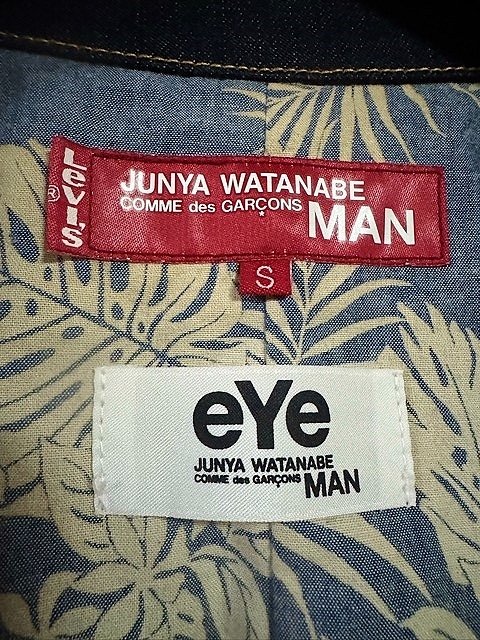 Levi's
®
JUNYA WATANABE
COMME des GARÇONS
MAN
S
eYe
JUNYA WATANABE
COMME des GARÇONS
MAN